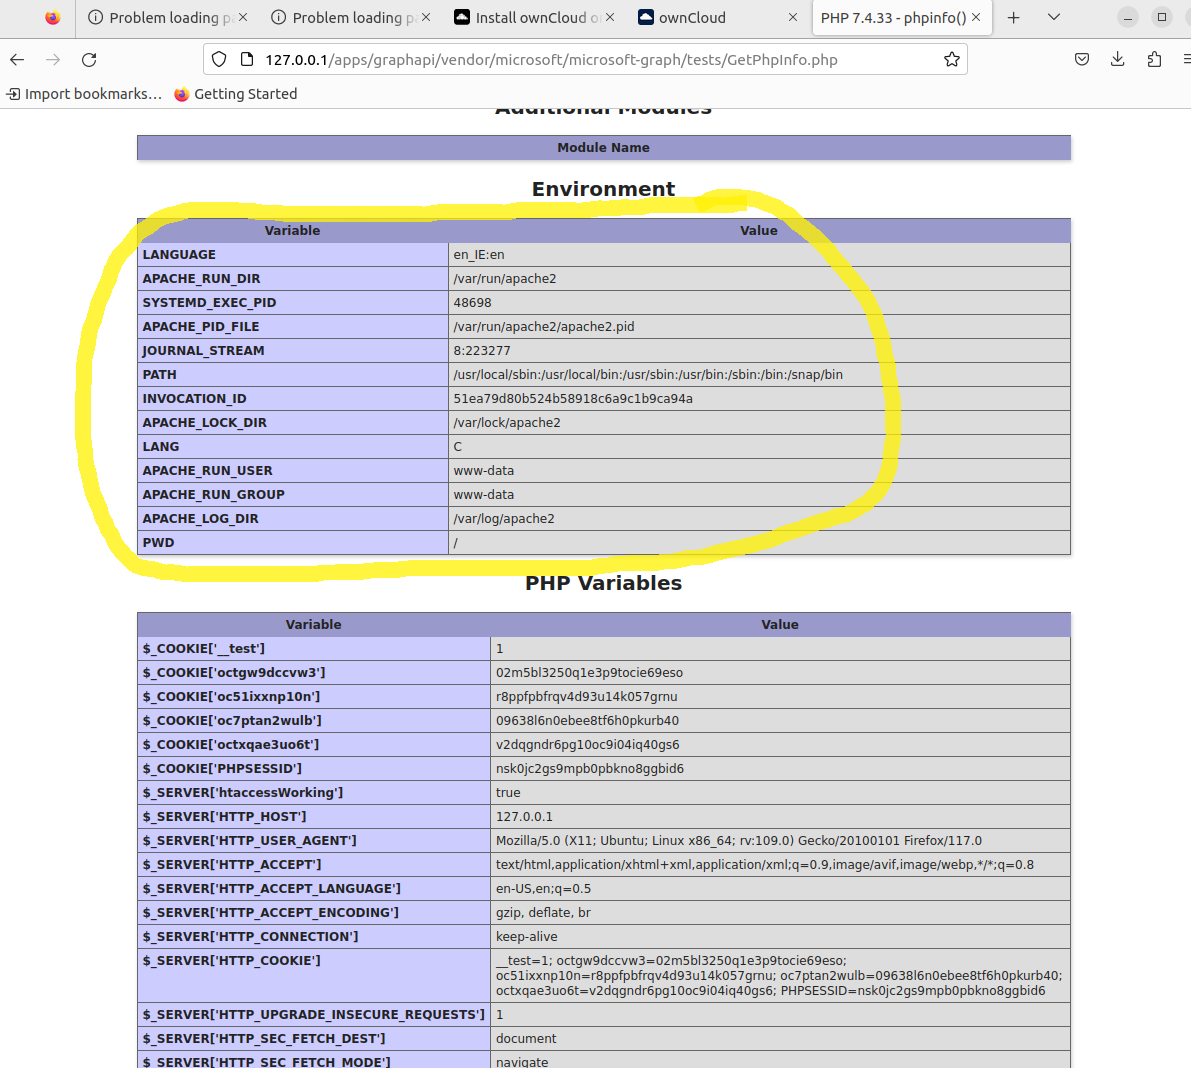 Problem loading pa
Problem loading pa
Install ownCloud o
ownCloud
PHP 7.4.33 - phpinfo()
127.0.0.1/apps/graphapi/vendor/microsoft/microsoft-graph/tests/GetPhpInfo.php
Import bookmarks...
Getting Started
Additional Modules
Module Name
Environment
Variable Value
LANGUAGE en_IE:en
APACHE_RUN_DIR /var/run/apache2
SYSTEMD_EXEC_PID 48698
APACHE_PID_FILE /var/run/apache2/apache2.pid
JOURNAL_STREAM 8:223277
PATH /usr/local/sbin:/usr/local/bin:/usr/sbin:/usr/bin:/sbin:/bin:/snap/bin
INVOCATION_ID 51ea79d80b524b58918c6a9c1b9ca94a
APACHE_LOCK_DIR /var/lock/apache2
LANG C
APACHE_RUN_USER www-data
APACHE_RUN_GROUP www-data
APACHE_LOG_DIR /var/log/apache2
PWD /
PHP Variables
Variable Value
$_COOKIE['__test'] 1
$_COOKIE['octgw9dccvw3'] 02m5bl3250q1e3p9tocie69eso
$_COOKIE['oc51ixxnp10n'] r8ppfpbfrqv4d93u14k057grnu
$_COOKIE['oc7ptan2wulb'] 09638l6n0ebee8tf6h0pkurb40
$_COOKIE['octxqae3uo6t'] v2dqgndr6pg10oc9i04iq40gs6
$_COOKIE['PHPSESSID'] nsk0jc2gs9mpb0pbkno8ggbid6
$_SERVER['htaccessWorking'] true
$_SERVER['HTTP_HOST'] 127.0.0.1
$_SERVER['HTTP_USER_AGENT'] Mozilla/5.0 (X11; Ubuntu; Linux x86_64; rv:109.0) Gecko/20100101 Firefox/117.0
$_SERVER['HTTP_ACCEPT'] text/html,application/xhtml+xml,application/xml;q=0.9,image/avif,image/webp,*/*;q=0.8
$_SERVER['HTTP_ACCEPT_LANGUAGE'] en-US,en;q=0.5
$_SERVER['HTTP_ACCEPT_ENCODING'] gzip, deflate, br
$_SERVER['HTTP_CONNECTION'] keep-alive
$_SERVER['HTTP_COOKIE'] __test=1; octgw9dccvw3=02m5bl3250q1e3p9tocie69eso;
oc51ixxnp10n=r8ppfpbfrqv4d93u14k057grnu; oc7ptan2wulb=09638l6n0ebee8tf6h0pkurb40;
octxqae3uo6t=v2dqgndr6pg10oc9i04iq40gs6; PHPSESSID=nsk0jc2gs9mpb0pbkno8ggbid6
$_SERVER['HTTP_UPGRADE_INSECURE_REQUESTS'] 1
$_SERVER['HTTP_SEC_FETCH_DEST'] document
$_SERVER['HTTP_SEC_FETCH_MODE'] navigate